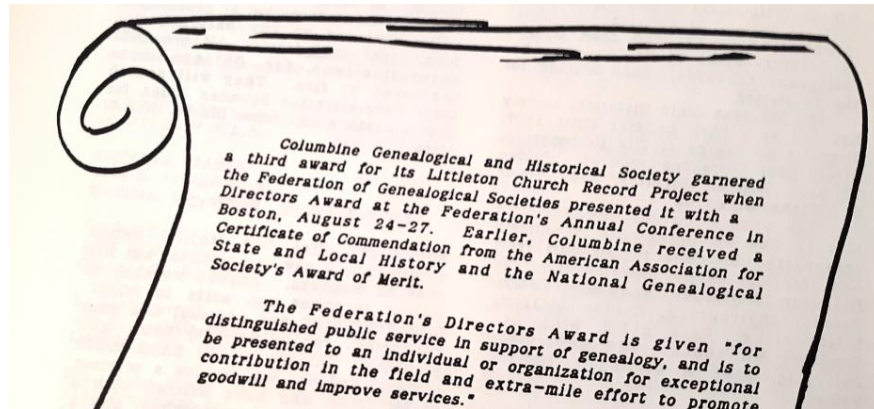 Columbine Genealogical and Historical Society garnered
a third award for its Littleton Church Record Project when
the Federation of Genealogical Societies presented it with a
Directors Award at the Federation's Annual Conference in
Boston, August 24-27. Earlier, Columbine received a
Certificate of Commendation from the American Association for
State and Local History and the National Genealogical
Society's Award of Merit.
The Federation's Directors Award is given "for
distinguished public service in support of genealogy, and is to
be presented to an individual or organization for exceptional
contribution in the field and extra-mile effort to promote
goodwill and improve services."